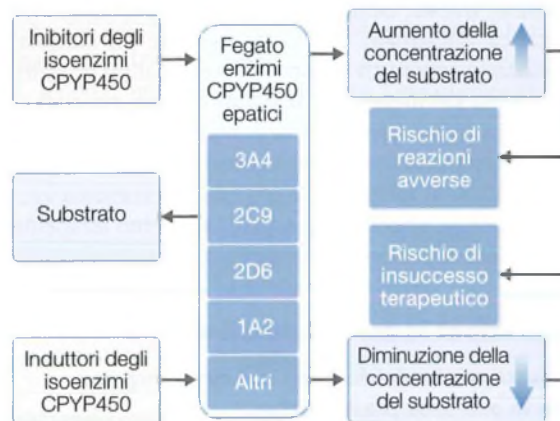 Inibitori degli
isoenzimi
CPYP450
Fegato
enzimi
CPYP450
epatici
Aumento della
concentrazione
del substrato
3A4
Rischio di
reazioni
avverse
Substrato
2C9
2D6
Rischio di
insuccesso
terapeutico
1A2
Induttori degli
isoenzimi
CPYP450
Altri
Diminuzione della
concentrazione
del substrato